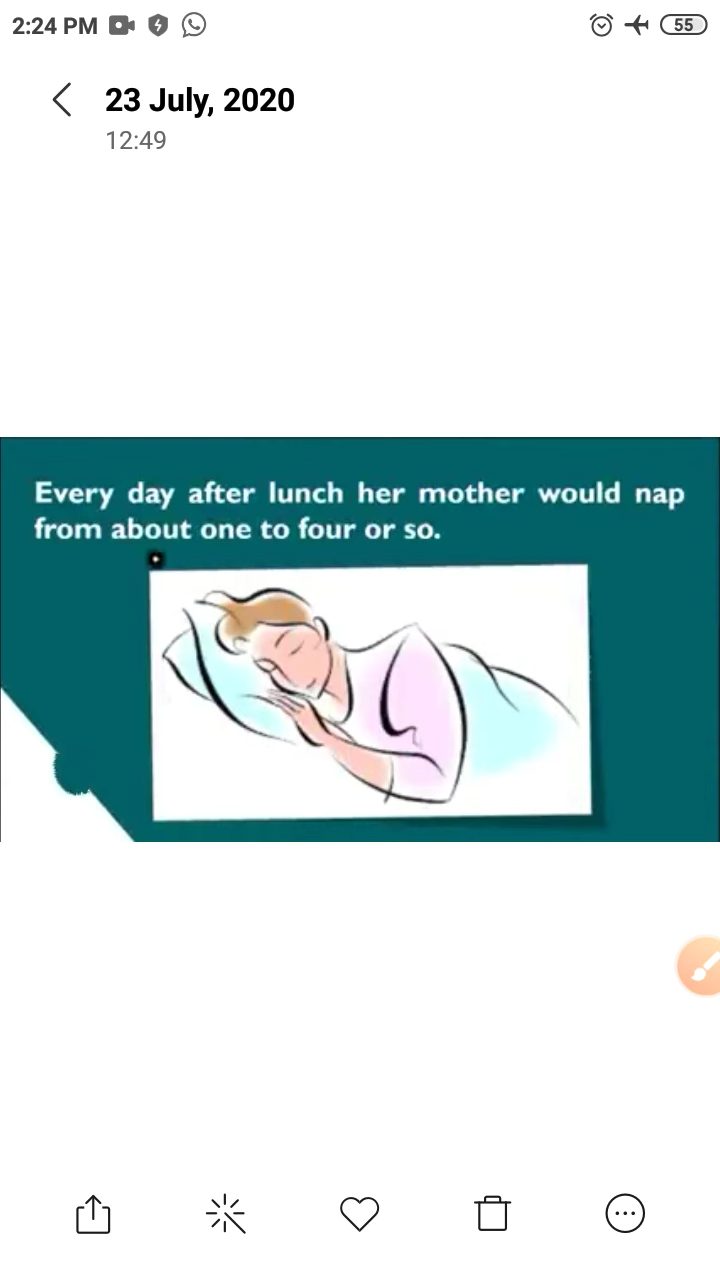 2:24 PM 55
23 July, 2020
12:49
Every day after lunch her mother would nap
from about one to four or so.